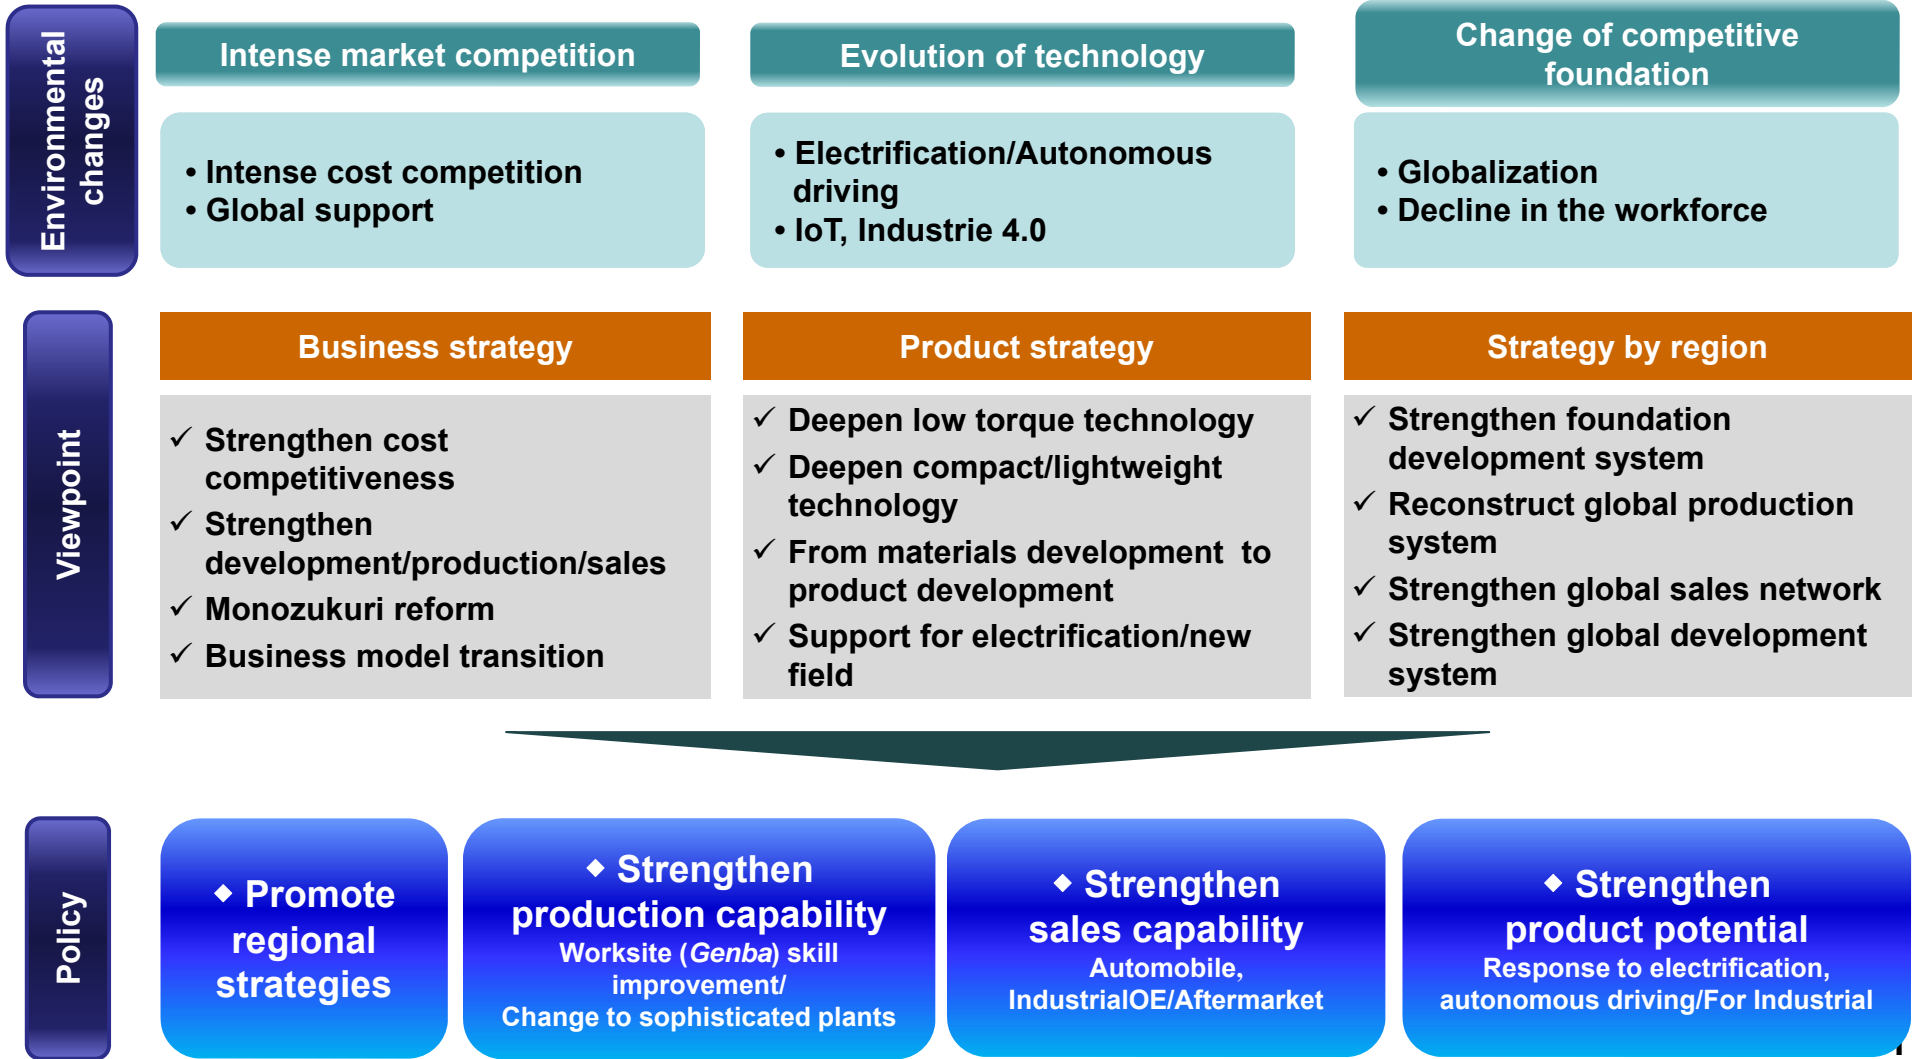 Environmental
changes
Intense market competition
Evolution of technology
Change of competitive
foundation
• Intense cost competition
• Global support
• Electrification/Autonomous
driving
• IoT, Industrie 4.0
• Globalization
• Decline in the workforce
Viewpoint
Business strategy
Product strategy
Strategy by region
✓ Strengthen cost
competitiveness
✓ Strengthen
development/production/sales
✓ Monozukuri reform
✓ Business model transition
✓ Deepen low torque technology
✓ Deepen compact/lightweight
technology
✓ From materials development to
product development
✓ Support for electrification/new
field
✓ Strengthen foundation
development system
✓ Reconstruct global production
system
✓ Strengthen global sales network
✓ Strengthen global development
system
Policy
◆ Promote
regional
strategies
◆ Strengthen
production capability
Worksite (Genba) skill
improvement/
Change to sophisticated plants
◆ Strengthen
sales capability
Automobile,
IndustrialOE/Aftermarket
◆ Strengthen
product potential
Response to electrification,
autonomous driving/For Industrial